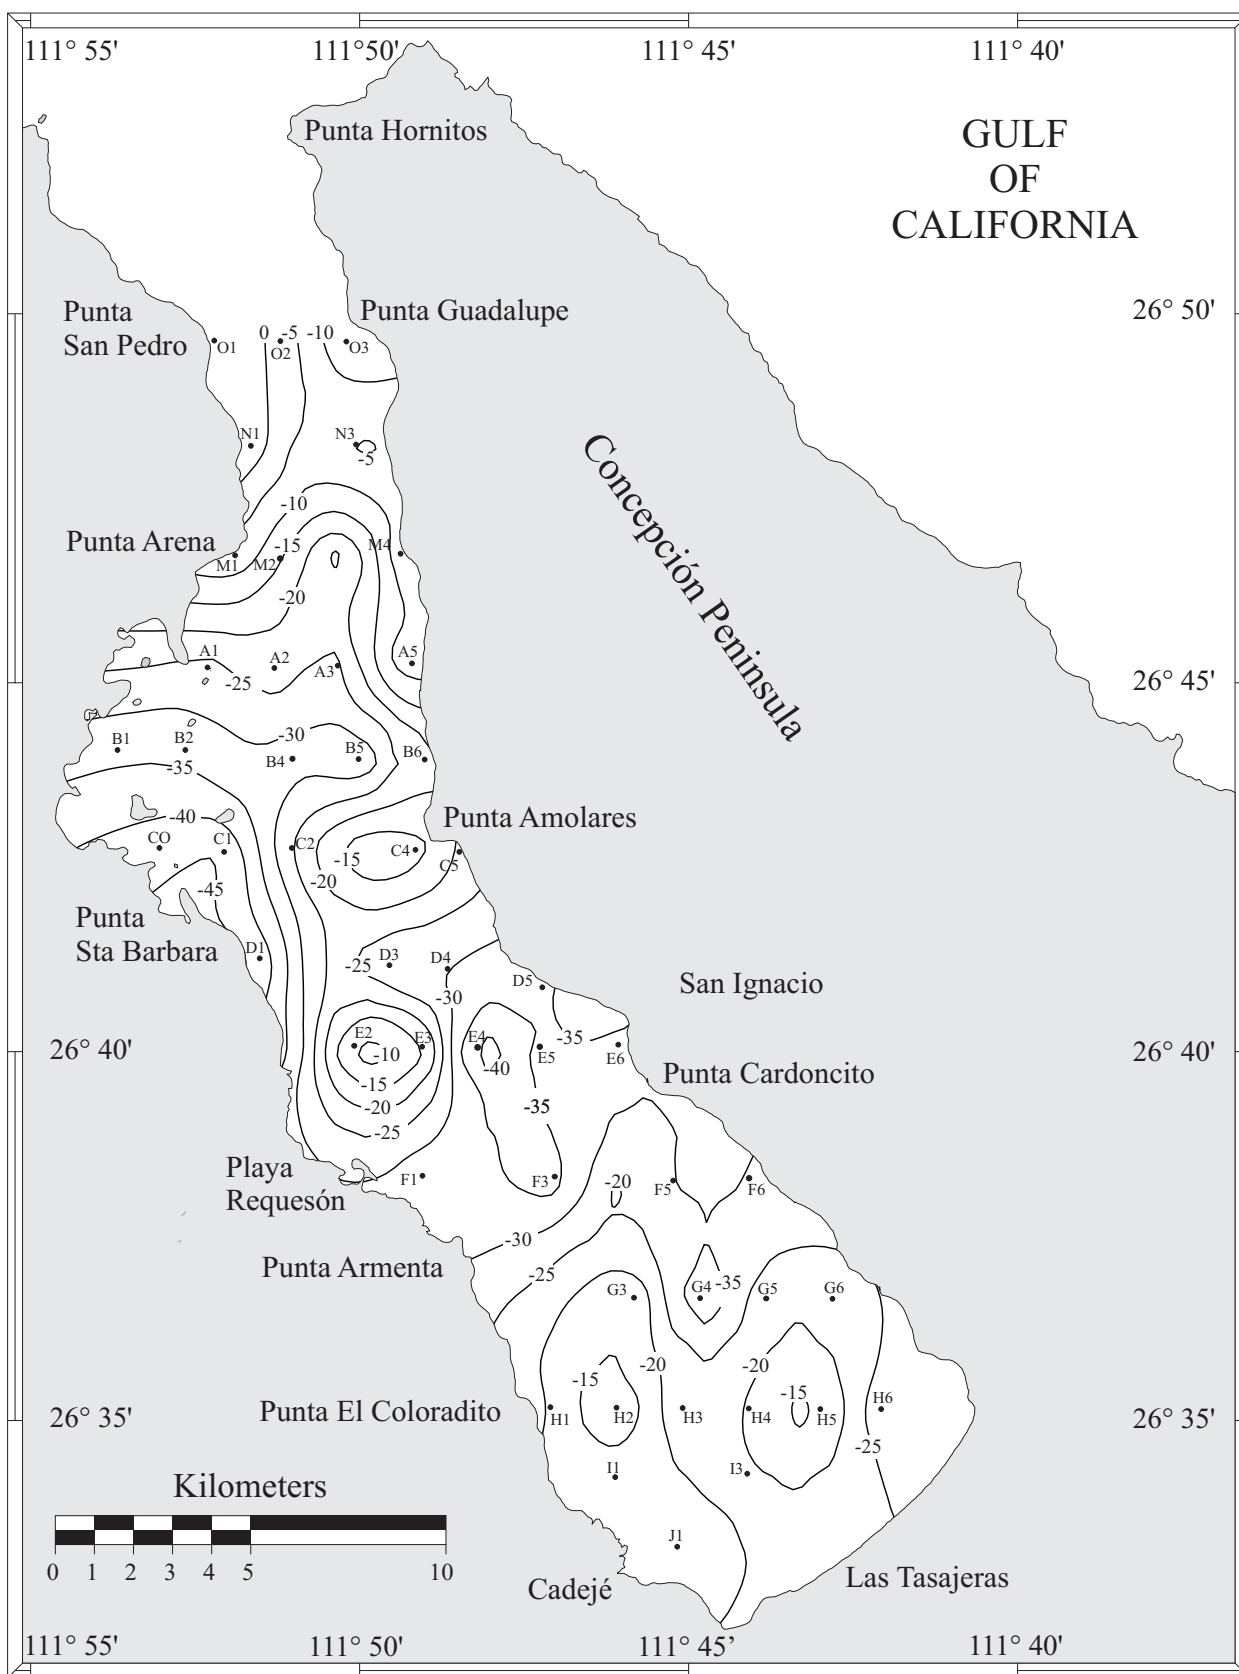 111° 55'
111° 50'
111° 45'
111° 40'
Punta Hornitos
GULF
OF
CALIFORNIA
Punta
San Pedro
Punta Guadalupe
26° 50'
0
-5
-10
O1
O2
O3
N1
N3
-5
-10
Punta Arena
-15
M1
M2
M4
-20
Concepción Peninsula
A1
A2
A3
A5
-25
26° 45'
-30
B1
B2
B4
B5
B6
-35
-40
Punta Amolares
CO
C1
C2
-15
C4
C5
-20
-45
Punta
Sta Barbara
D1
-25
D3
D4
D5
San Ignacio
-30
-35
26° 40'
E2
E3
E4
E5
E6
26° 40'
-10
-40
-15
Punta Cardoncito
-20
-35
-25
Playa
Requesón
F1
F3
-20
F5
F6
-30
Punta Armenta
-25
G3
G4
-35
G5
G6
-20
-20
-15
-15
26° 35'
Punta El Coloradito
H1
H2
H3
H4
H5
H6
26° 35'
-25
I1
I3
Kilometers
J1
0 1 2 3 4 5 10
Cadejé
Las Tasajeras
111° 55'
111° 50'
111° 45’
111° 40'